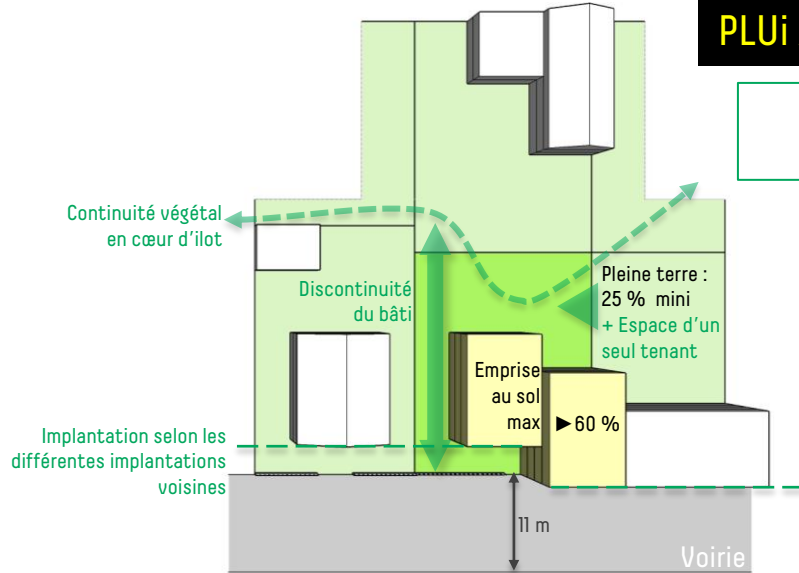 PLUi
Continuité végétal
en cœur d'ilot
Discontinuité
du bâti
Pleine terre :
25 % mini
+ Espace d'un
seul tenant
Emprise
au sol
max
►60 %
Implantation selon les
différentes implantations
voisines
11 m
Voirie